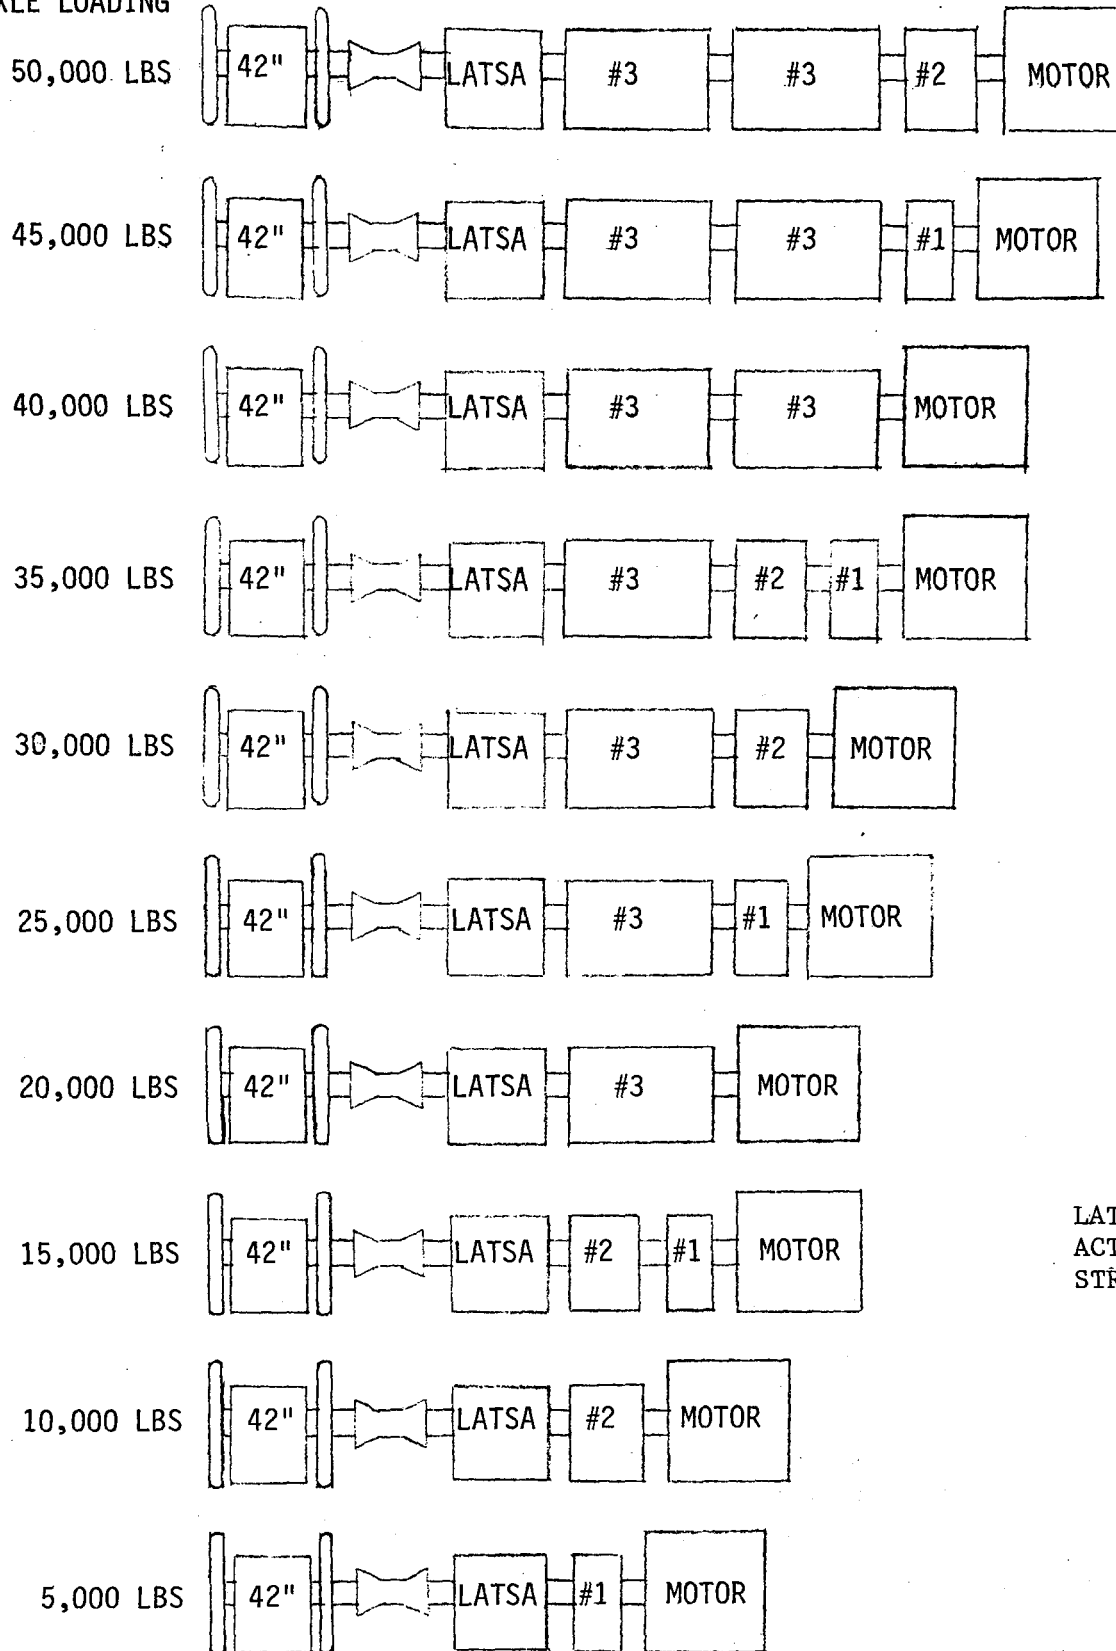 LOADING
50,000 LBS 42" LATSA #3 #3 #2 MOTOR
45,000 LBS 42" LATSA #3 #3 #1 MOTOR
40,000 LBS 42" LATSA #3 #3 MOTOR
35,000 LBS 42" LATSA #3 #2 #1 MOTOR
30,000 LBS 42" LATSA #3 #2 MOTOR
25,000 LBS 42" LATSA #3 #1 MOTOR
20,000 LBS 42" LATSA #3 MOTOR
LAT
15,000 LBS 42" LATSA #2 #1 MOTOR
ACT
10,000 LBS 42" LATSA #2 MOTOR
5,000 LBS 42" LATSA #1 MOTOR